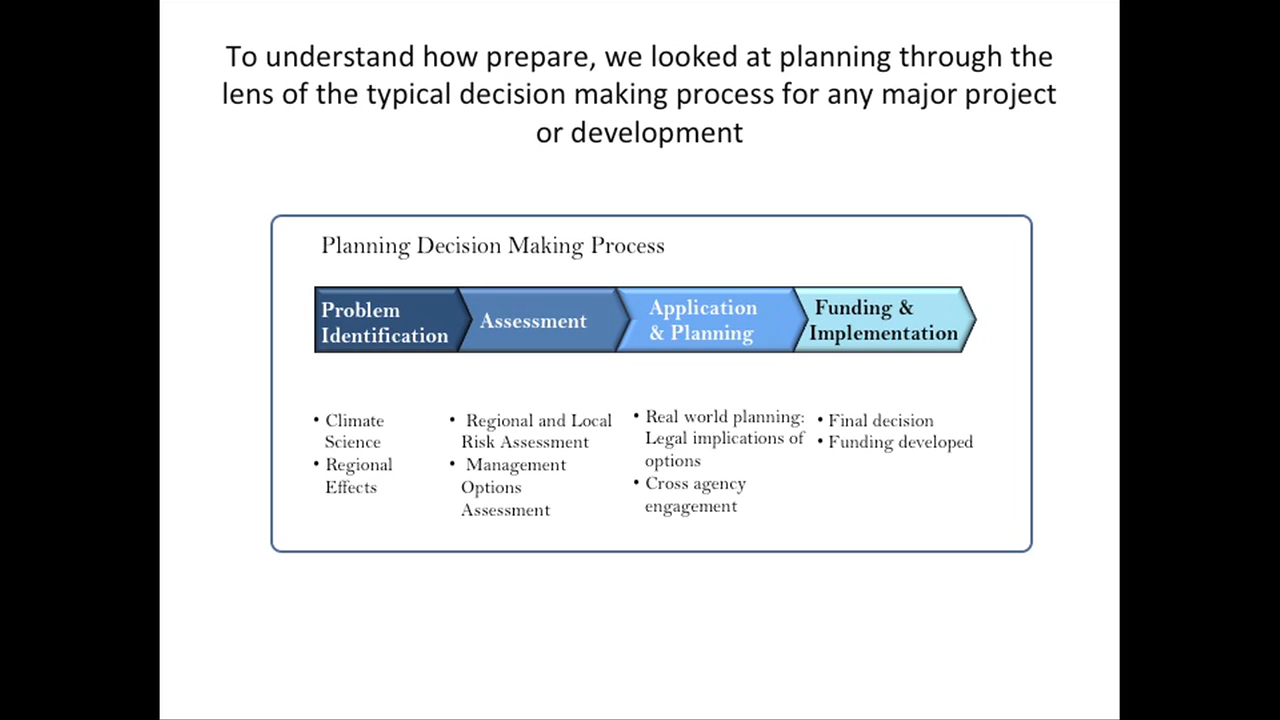 To understand how prepare, we looked at planning through the
lens of the typical decision making process for any major project
or development
Planning Decision Making Process
Problem
Identification
Assessment
Application
& Planning
Funding &
Implementation
• Climate
Science
• Regional
Effects
• Regional and Local
Risk Assessment
• Management
Options
Assessment
• Real world planning:
Legal implications of
options
• Cross agency
engagement
• Final decision
• Funding developed